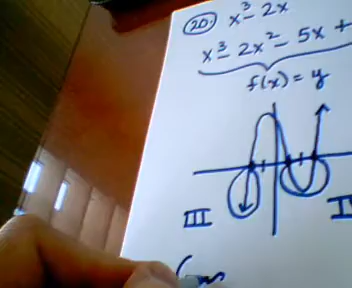 20. x³ - 2x
x³ - 2x² - 5x +
f(x) = y
III